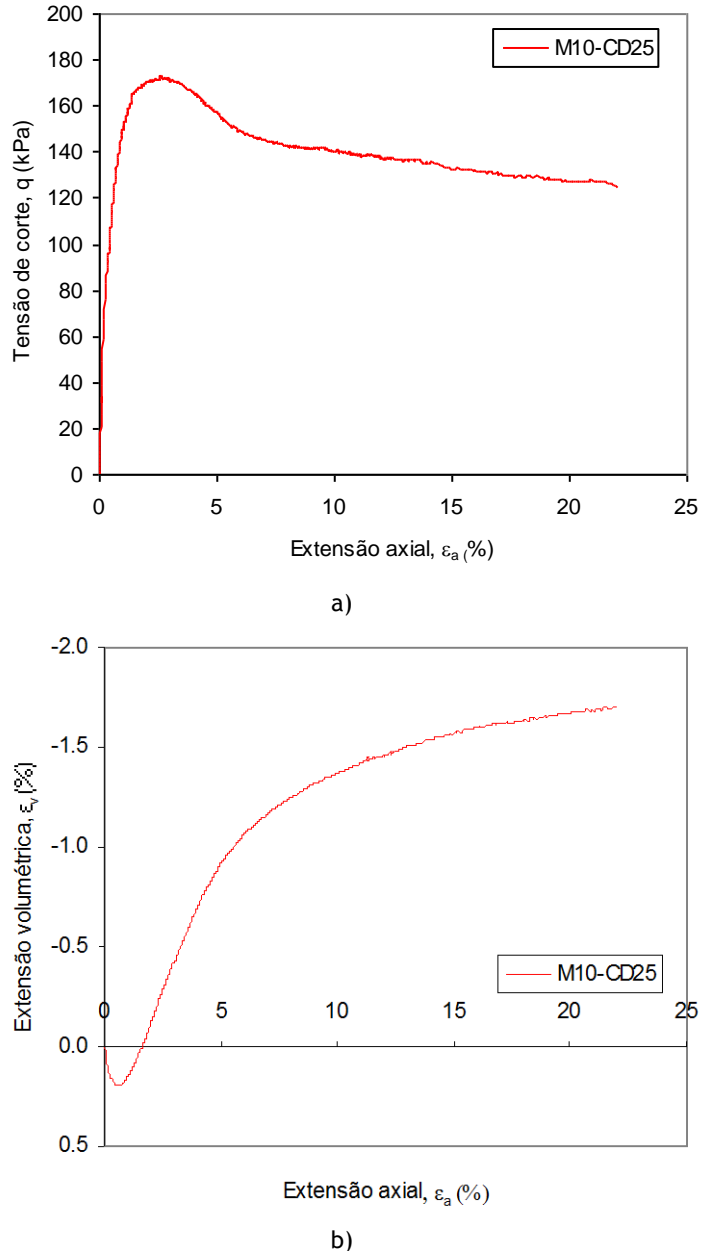 200
180
160
140
120
100
80
60
40
20
0
Tensão de corte, q (kPa)
M10-CD25
0 5 10 15 20 25
Extensão axial, εa (%)
a)
-2.0
-1.5
-1.0
-0.5
0.0
0.5
Extensão volumétrica, εv (%)
M10-CD25
0 5 10 15 20 25
Extensão axial, εa (%)
b)